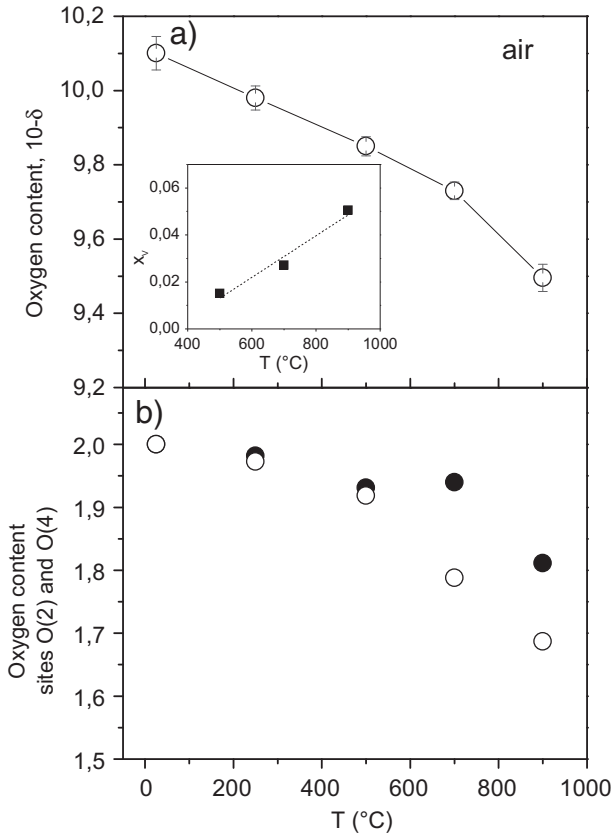 a)
air
10,2
10,0
9,8
9,6
9,4
9,2
Oxygen content, 10-δ
0,06
0,04
0,02
0,00
xᵥ
400 600 800 1000
T (°C)
b)
2,0
1,9
1,8
1,7
1,6
1,5
Oxygen content
sites O(2) and O(4)
0 200 400 600 800 1000
T (°C)